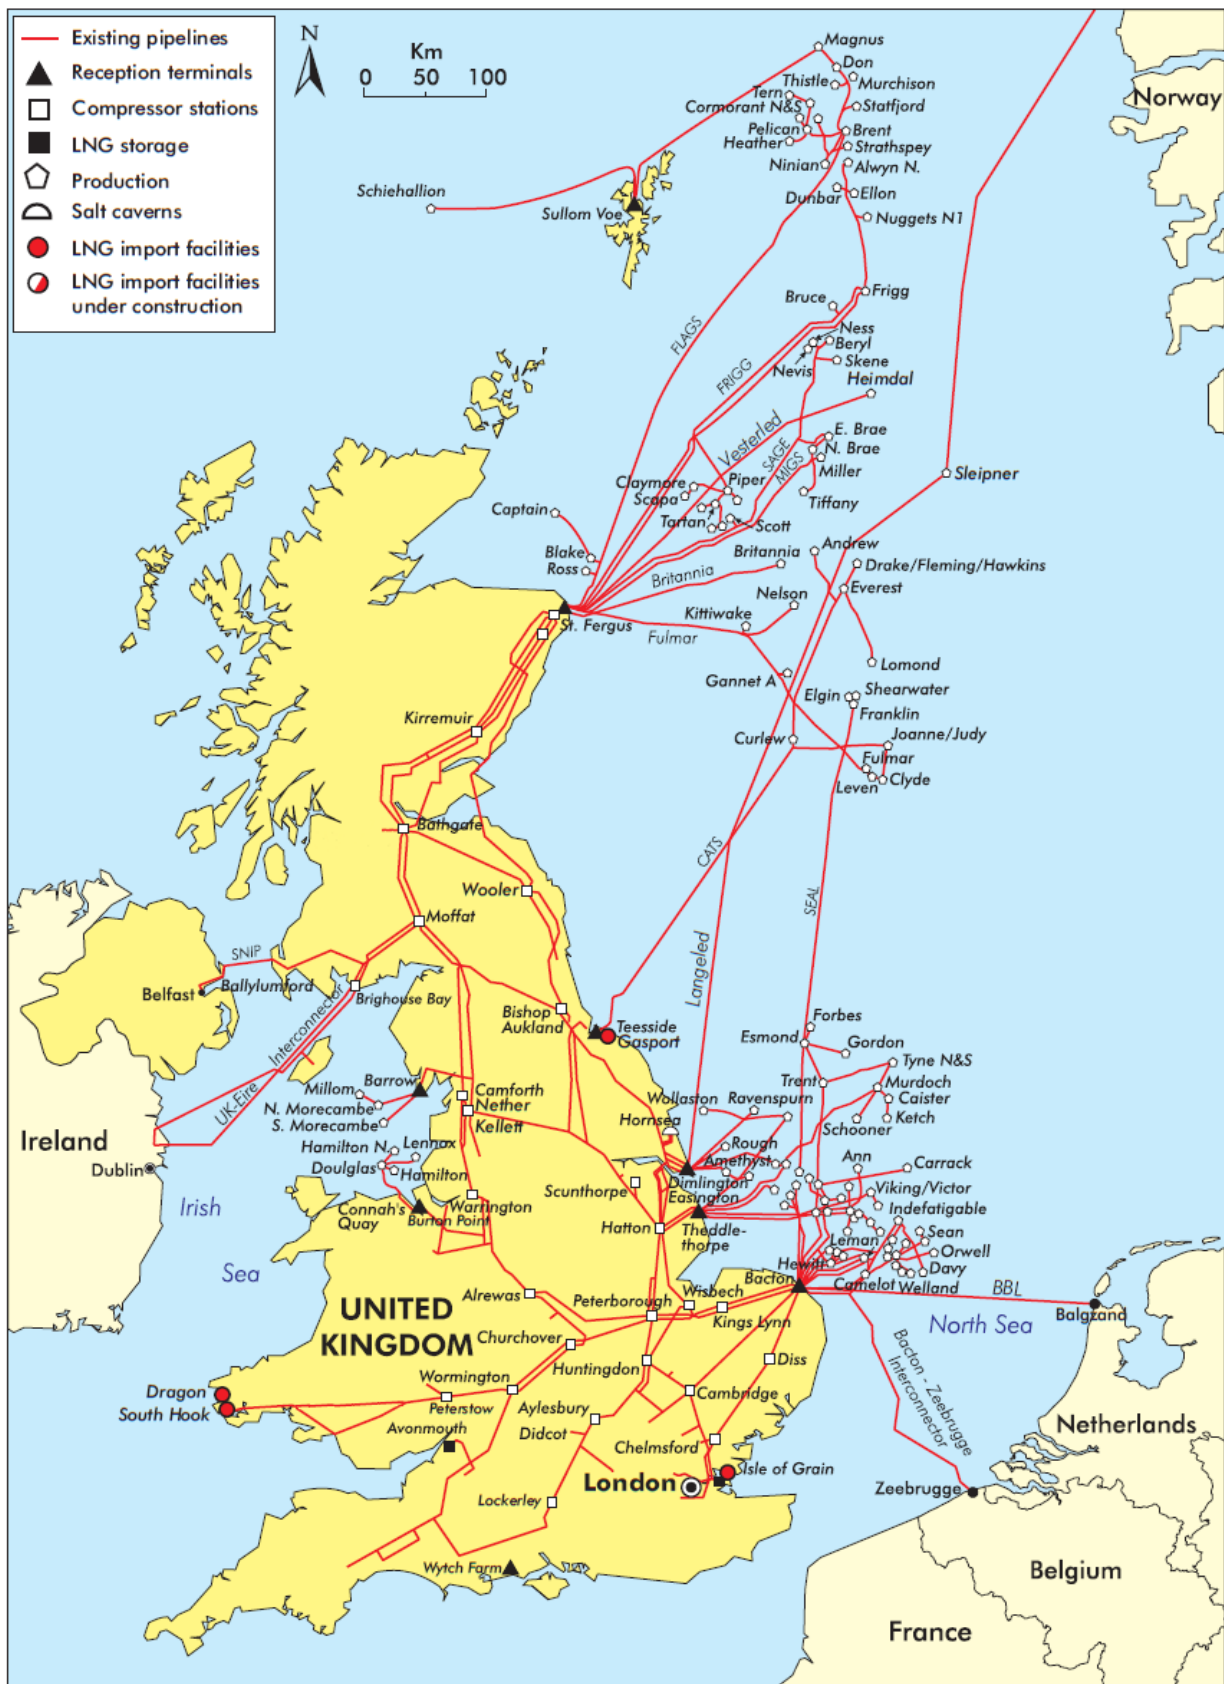 Existing pipelines
Reception terminals
Compressor stations
LNG storage
Production
Salt caverns
LNG import facilities
LNG import facilities
under construction
N
Km
0 50 100
Magnus
Don
Thistle
Murchison
Tern
Cormorant N&S
Statfjord
Pelican
Brent
Heather
Strathspey
Ninian
Alwyn N.
Dunbar
Ellon
Nuggets N1
Norway
Schiehallion
Sullom Voe
Bruce
Frigg
Ness
Beryl
Nevis
Skene
Heimdal
FLAGS
FRIGG
Vesterled
SAGE
MIGS
E. Brae
N. Brae
Miller
Tiffany
Sleipner
Claymore
Piper
Scapa
Tartan
Scott
Captain
Blake
Ross
Britannia
Britannia
Andrew
Drake/Fleming/Hawkins
Everest
Nelson
Kittiwake
St. Fergus
Fulmar
Lomond
Gannet A
Elgin
Shearwater
Franklin
Kirremuir
Curlew
Joanne/Judy
Fulmar
Leven
Clyde
Bathgate
Wooler
CATS
SEAL
Langeled
Moffat
SNIP
Belfast
Ballylumford
Brighouse Bay
Interconnector
UK-Eire
Bishop
Aukland
Teesside
Gasport
Forbes
Esmond
Gordon
Tyne N&S
Trent
Murdoch
Caister
Ketch
Schooner
Barrow
Millom
N. Morecambe
S. Morecambe
Camforth
Nether
Kellett
Wollaston
Ravenspurn
Hornsea
Rough
Amethyst
Ireland
Dublin
Hamilton N.
Lennox
Doulglas
Hamilton
Dimlington
Easington
Ann
Carrack
Scunthorpe
Viking/Victor
Indefatigable
Irish
Sea
Connah's
Quay
Warrington
Burton Point
Hatton
Theddle-
thorpe
Leman
Sean
Orwell
Hewitt
Davy
Bacton
Camelot
Welland
BBL
Balgzand
Alrewas
Wisbech
Peterborough
Kings Lynn
North Sea
UNITED
KINGDOM
Churchover
Huntingdon
Diss
Bacton - Zeebrugge
Interconnector
Dragon
South Hook
Wormington
Peterstow
Cambridge
Aylesbury
Avonmouth
Didcot
Chelmsford
Netherlands
London
Isle of Grain
Zeebrugge
Lockerley
Wytch Farm
Belgium
France